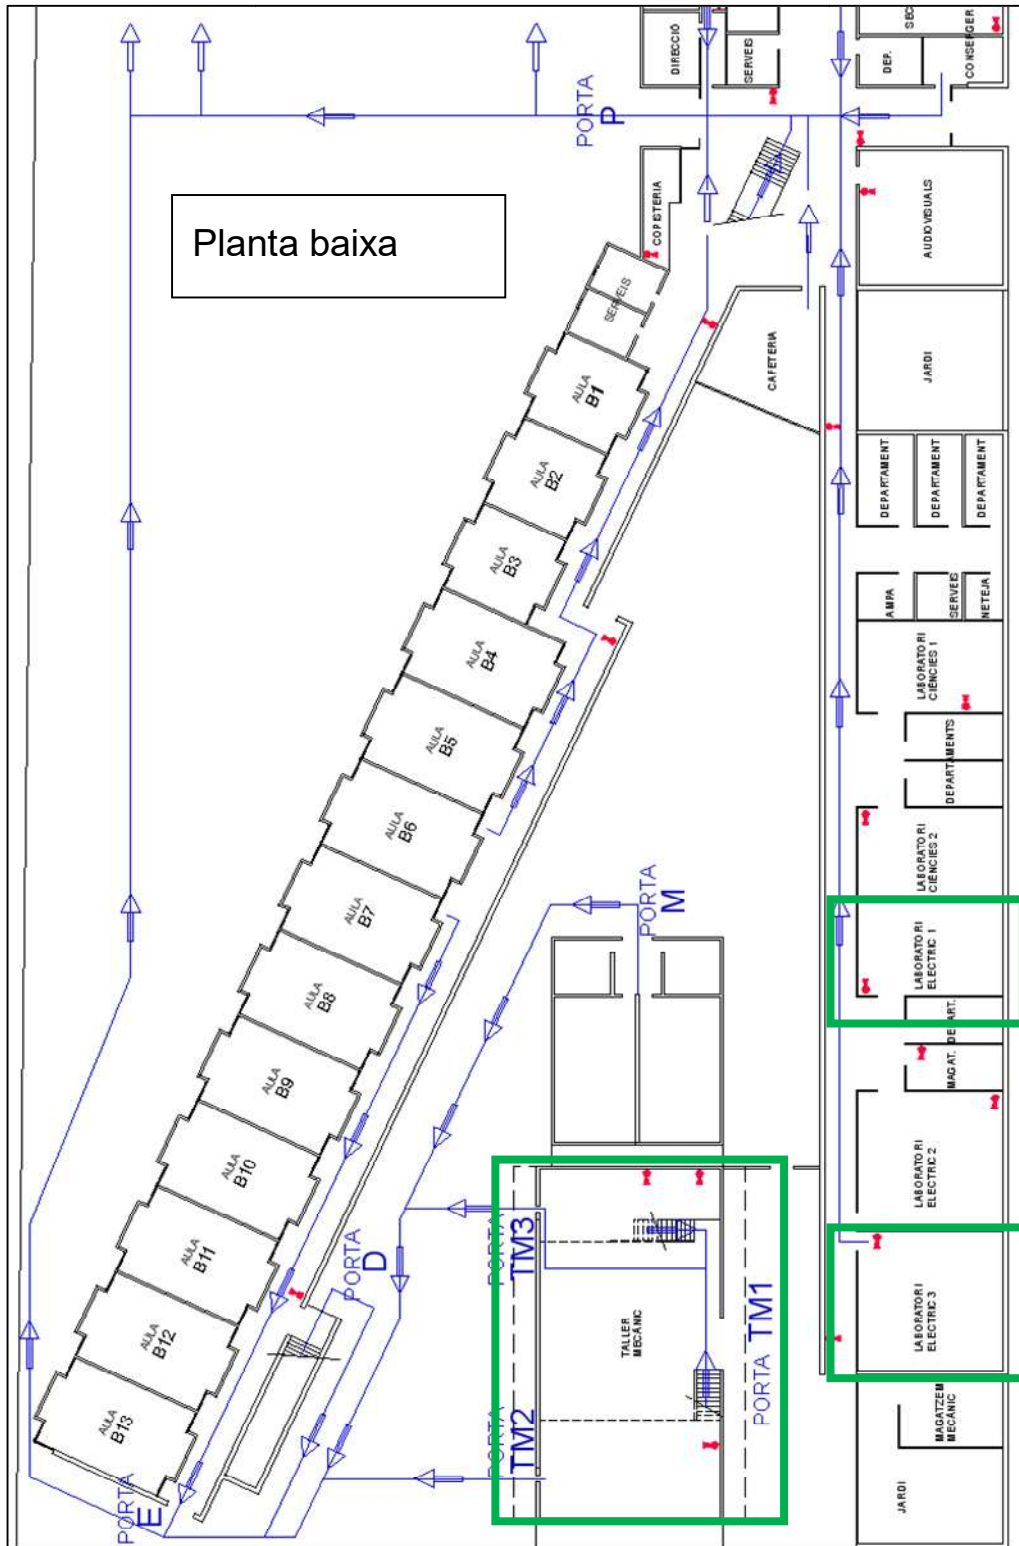 DIRECCIÓ
SERVEIS
SEC
DEP.
CONSERGER
PORTA
P
Planta baixa
COPISTERIA
AUDIOVISUALS
SERVEIS
CAFETERIA
JARDI
AULA
B1
AULA
B2
AULA
B3
AULA
B4
AULA
B5
AULA
B6
AULA
B7
AULA
B8
AULA
B9
AULA
B10
AULA
B11
AULA
B12
AULA
B13
DEPARTAMENT
DEPARTAMENT
DEPARTAMENT
AMPA
SERVEIS
NETEJA
LABORATORI
CIÈNCIES 1
DEPARTAMENTS
LABORATORI
CIÈNCIES 2
PORTA
M
LABORATORI
ELECTRIC 1
DEPART.
MAGAT.
LABORATORI
ELECTRIC 2
PORTA
D
PORTA
TM3
TALLER
MECÀNIC
PORTA TM1
LABORATORI
ELECTRIC 3
PORTA
TM2
MAGATZEM
MECÀNIC
PORTA
E
JARDI